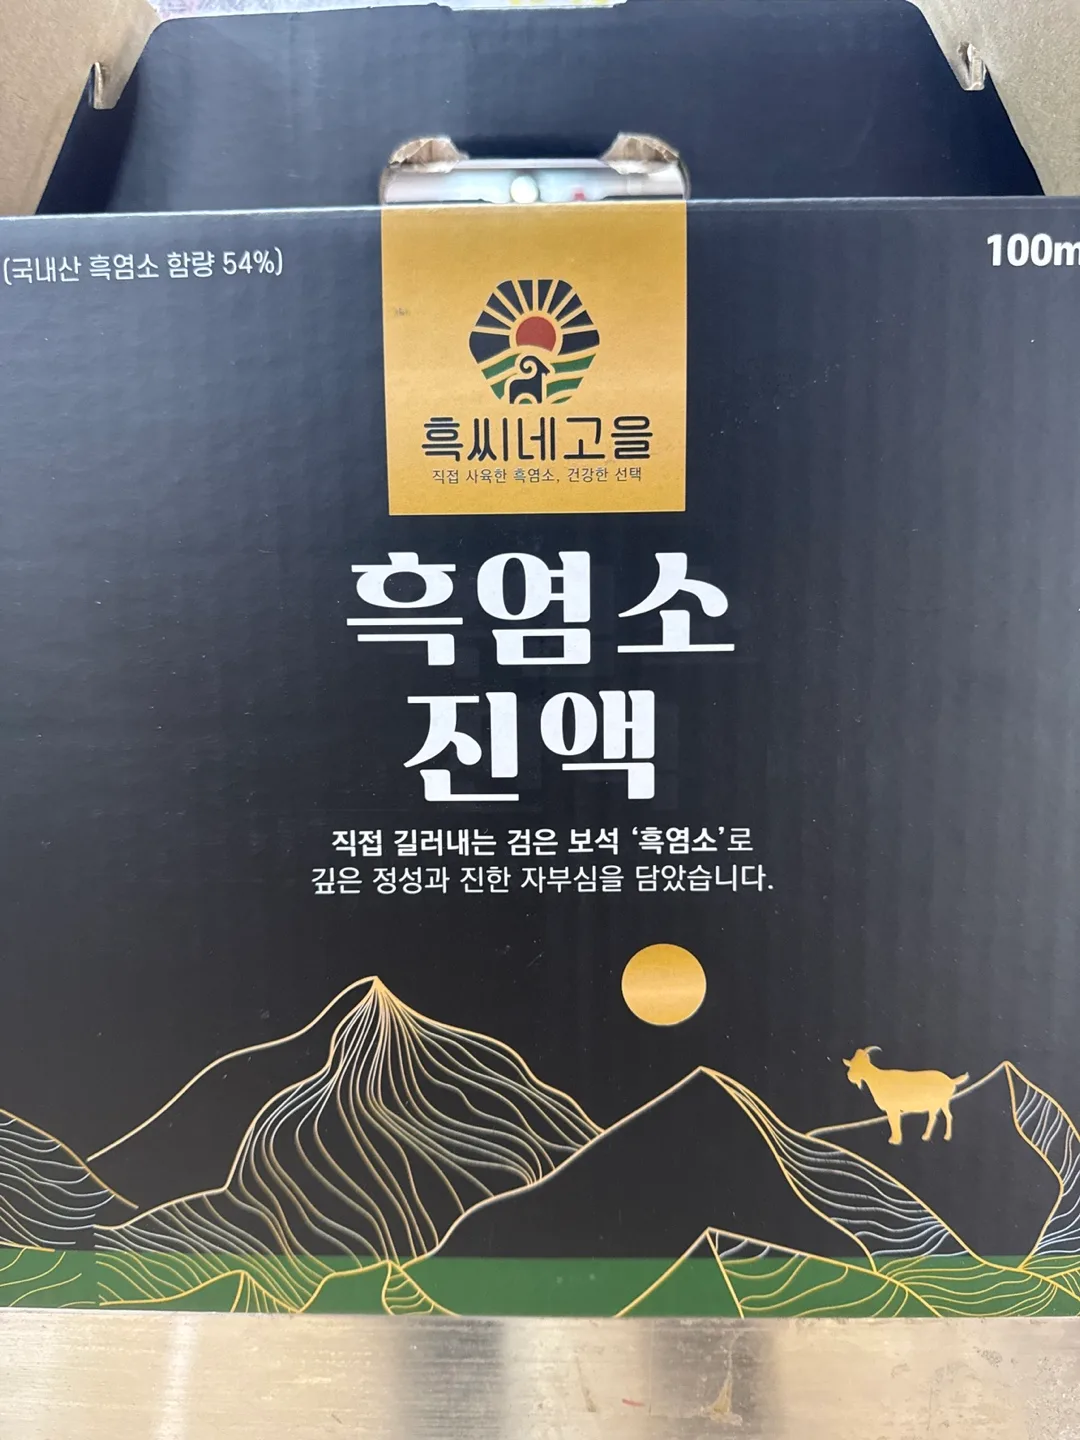 (국내산 흑염소 함량 54%)
100m
흑씨네고을
직접 사육한 흑염소, 건강한 선택
흑염소
진액
직접 길러내는 검은 보석 ‘흑염소’로
깊은 정성과 진한 자부심을 담았습니다.